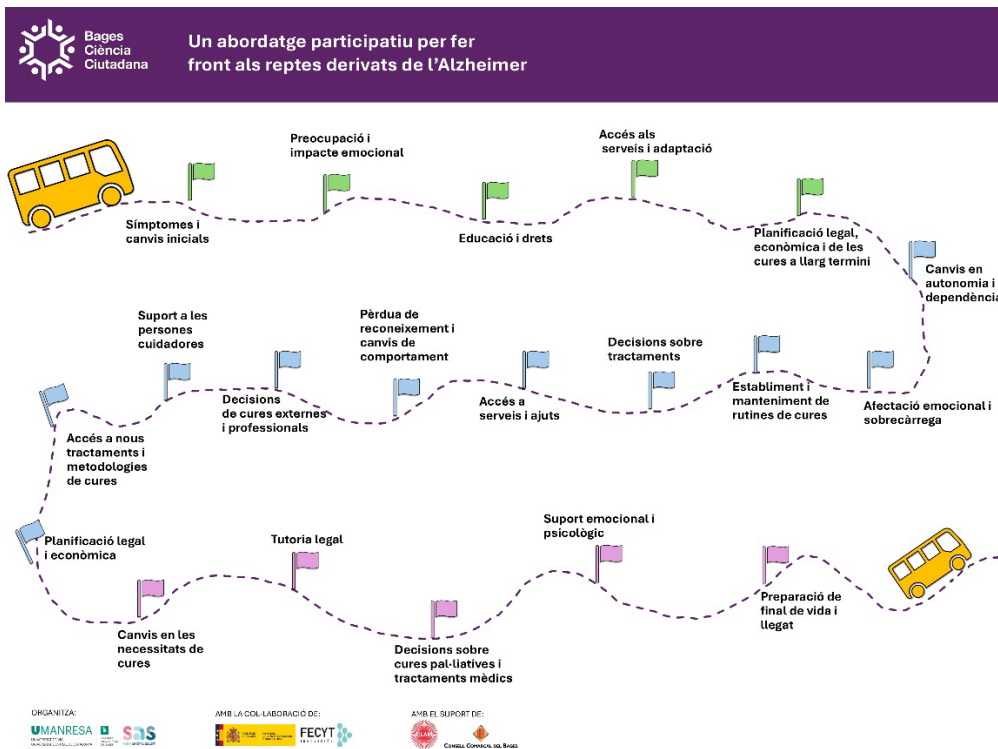 Bages
Ciència
Ciutadana
Un abordatge participatiu per fer
front als reptes derivats de l'Alzheimer
Símptomes i
canvis inicials
Preocupació i
impacte emocional
Educació i drets
Accés als
serveis i adaptació
Planificació legal,
econòmica i de les
cures a llarg termini
Canvis en
autonomia i
dependència
Afectació emocional i
sobrecàrrega
Establiment i
manteniment de
rutines de cures
Decisions sobre
tractaments
Accés a
serveis i ajuts
Pèrdua de
reconeixement i
canvis de
comportament
Decisions
de cures externes
i professionals
Suport a les
persones
cuidadores
Accés a nous
tractaments i
metodologies
de cures
Planificació legal
i econòmica
Canvis en les
necessitats de
cures
Tutoria legal
Decisions sobre
cures pal·liatives i
tractaments mèdics
Suport emocional i
psicològic
Preparació de
final de vida i
llegat
ORGANITZA:
UMANRESA
sas
AMB LA COL·LABORACIÓ DE:
FECYT
AMB EL SUPORT DE:
CLAM
CONSELL COMARCAL DEL BAGES